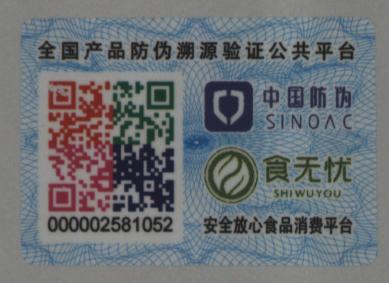 全国产品防伪溯源验证公共平台
中国防伪
SINOAC
食无忧
SHIWUYOU
000002581052
安全放心食品消费平台